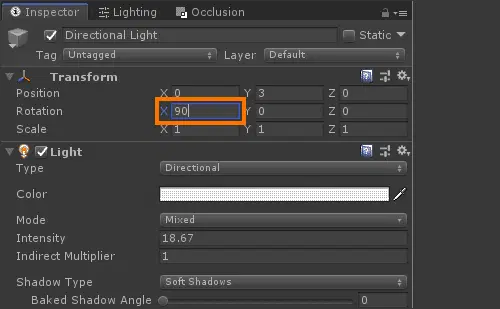 Inspector Lighting Occlusion
Directional Light Static
Tag Untagged Layer Default
Transform
Position X 0 Y 3 Z 0
Rotation X 90 Y 0 Z 0
Scale X 1 Y 1 Z 1
Light
Type Directional
Color
Mode Mixed
Intensity 18.67
Indirect Multiplier 1
Shadow Type Soft Shadows
Baked Shadow Angle 0